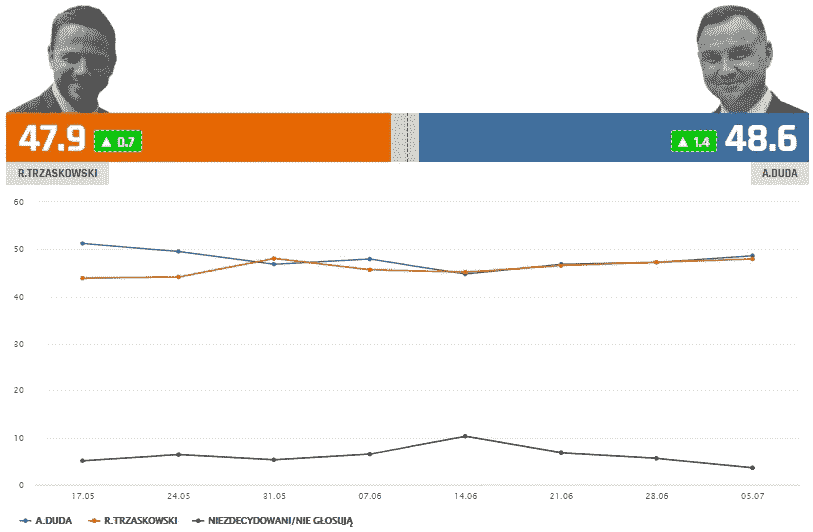 47.9 ▲ 0.7 ▲ 1.4 48.6
R.TRZASKOWSKI A.DUDA
60
50
40
30
20
10
0
17.05 24.05 31.05 07.06 14.06 21.06 28.06 05.07
A.DUDA R.TRZASKOWSKI NIEZDECYDOWANI/NIE GŁOSUJĄ